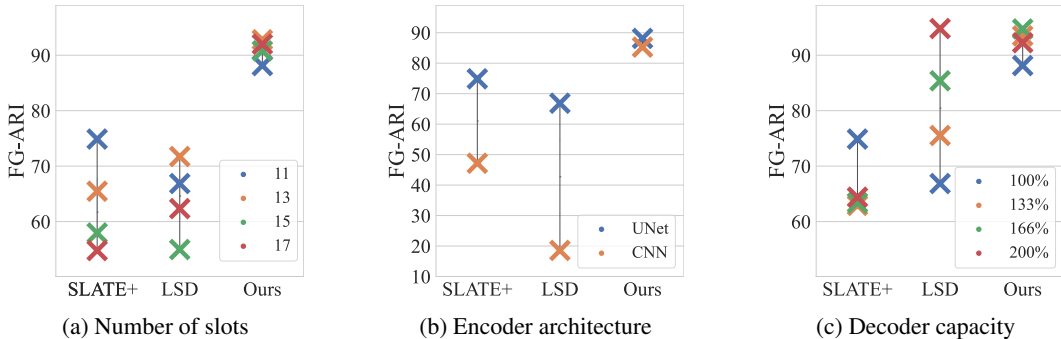 FG-ARI
90
80
70
60
11
13
15
17
SLATE+
LSD
Ours
(a) Number of slots
FG-ARI
90
80
70
60
50
40
30
20
10
UNet
CNN
SLATE+
LSD
Ours
(b) Encoder architecture
FG-ARI
90
80
70
60
100%
133%
166%
200%
SLATE+
LSD
Ours
(c) Decoder capacity